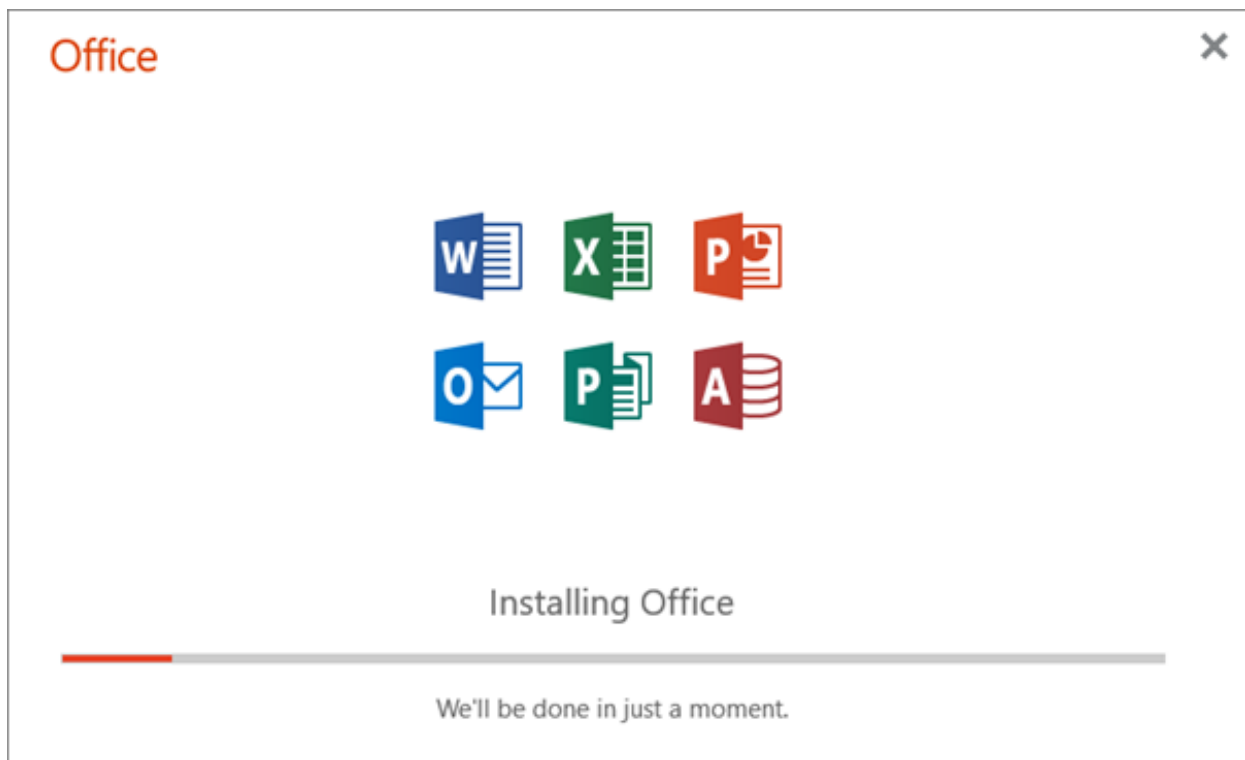 Office
W X P
O P A
Installing Office
We'll be done in just a moment.